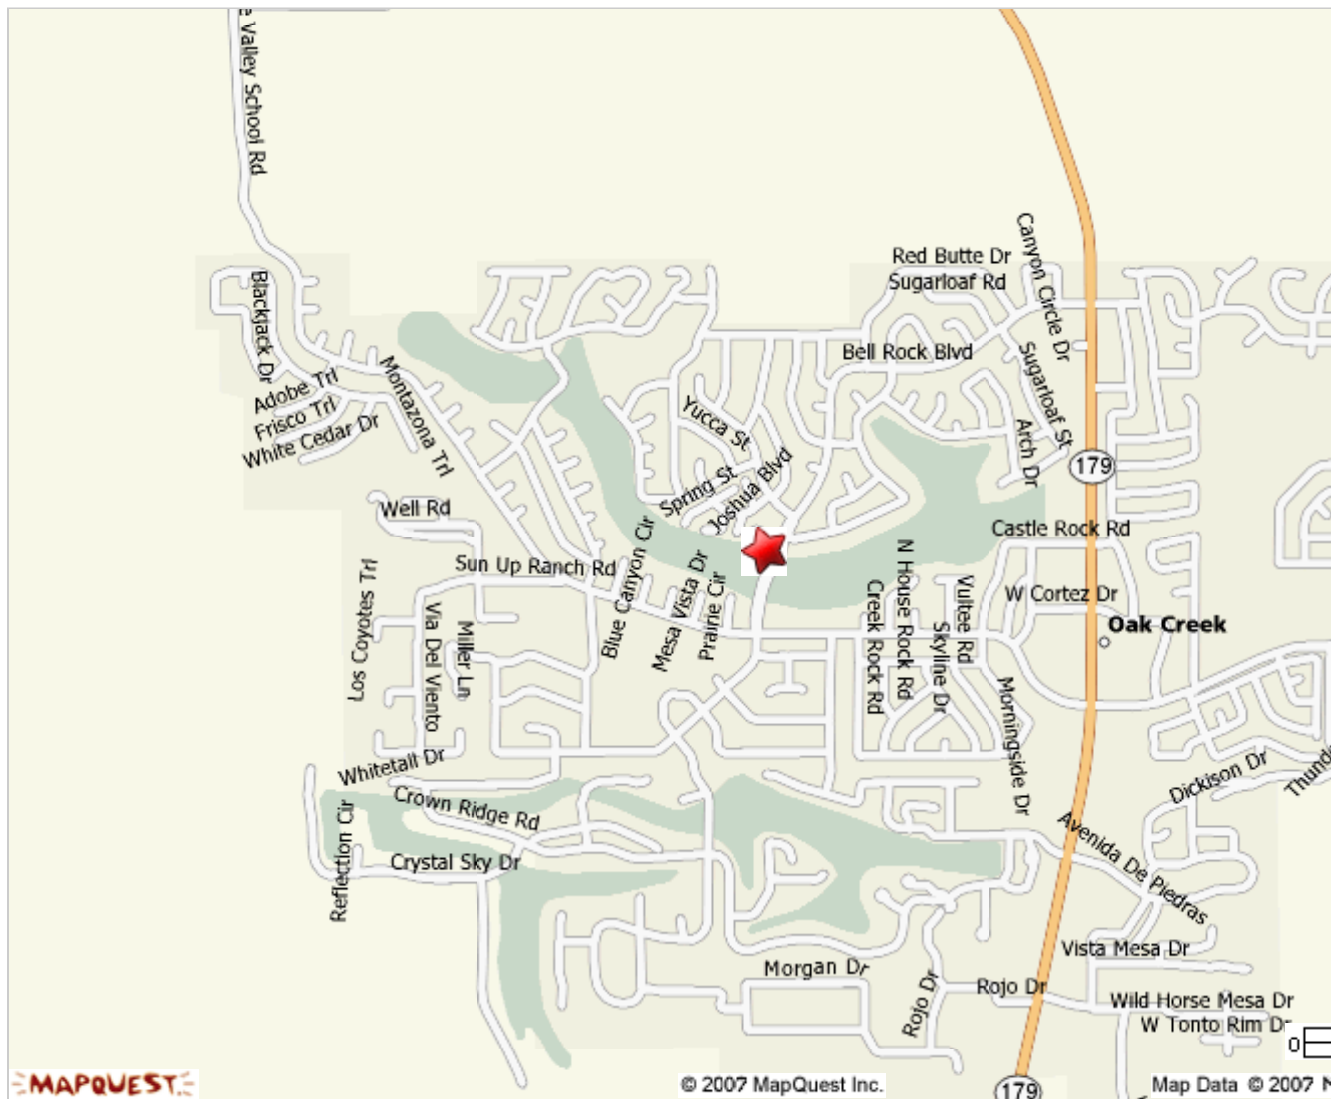 e Valley School Rd
Canyon Circle Dr
Red Butte Dr
Sugarloaf Rd
Blackjack Dr
Bell Rock Blvd
Sugarloaf St
Adobe Trl
Montazona Trl
Frisco Trl
Yucca St
White Cedar Dr
Arch Dr
179
Spring St
Joshua Blvd
Well Rd
Castle Rock Rd
Sun Up Ranch Rd
Blue Canyon Cir
Mesa Vista Dr
Prairie Cir
Creek Rock Rd
N House Rock Rd
Skyline Dr
Vultee Rd
W Cortez Dr
Oak Creek
Los Coyotes Trl
Via Del Viento
Miller Ln
Morningside Dr
Whitetall Dr
Dickison Dr
Thund
Crown Ridge Rd
Avenida De Piedras
Reflection Cir
Crystal Sky Dr
Vista Mesa Dr
Morgan Dr
Rojo Dr
Rojo Dr
Wild Horse Mesa Dr
W Tonto Rim Dr
0
MAPQUEST
© 2007 MapQuest Inc.
179
Map Data © 2007 N